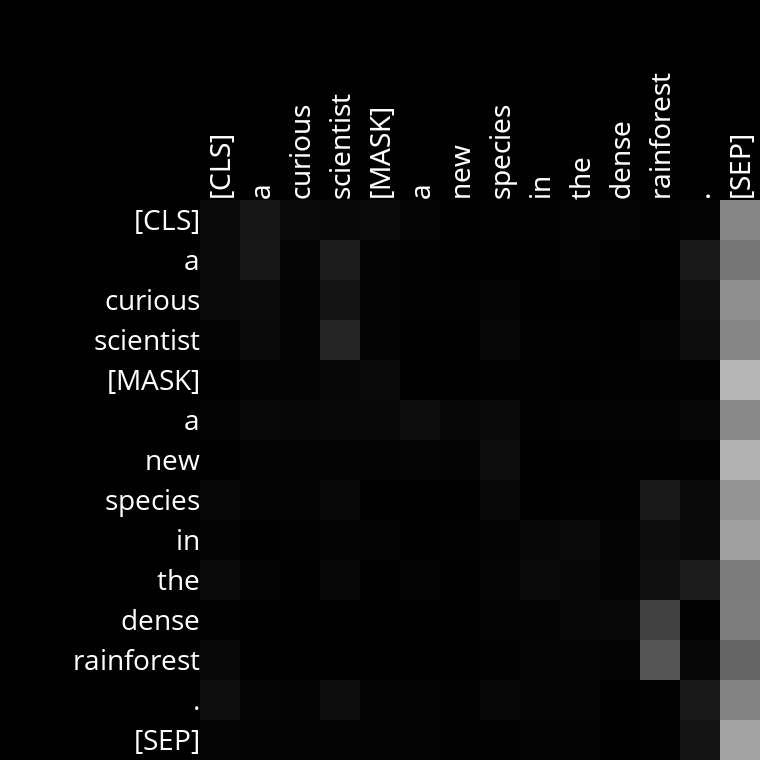 [CLS] a curious scientist [MASK] a new species in the dense rainforest . [SEP]
[CLS]
a
curious
scientist
[MASK]
a
new
species
in
the
dense
rainforest
.
[SEP]